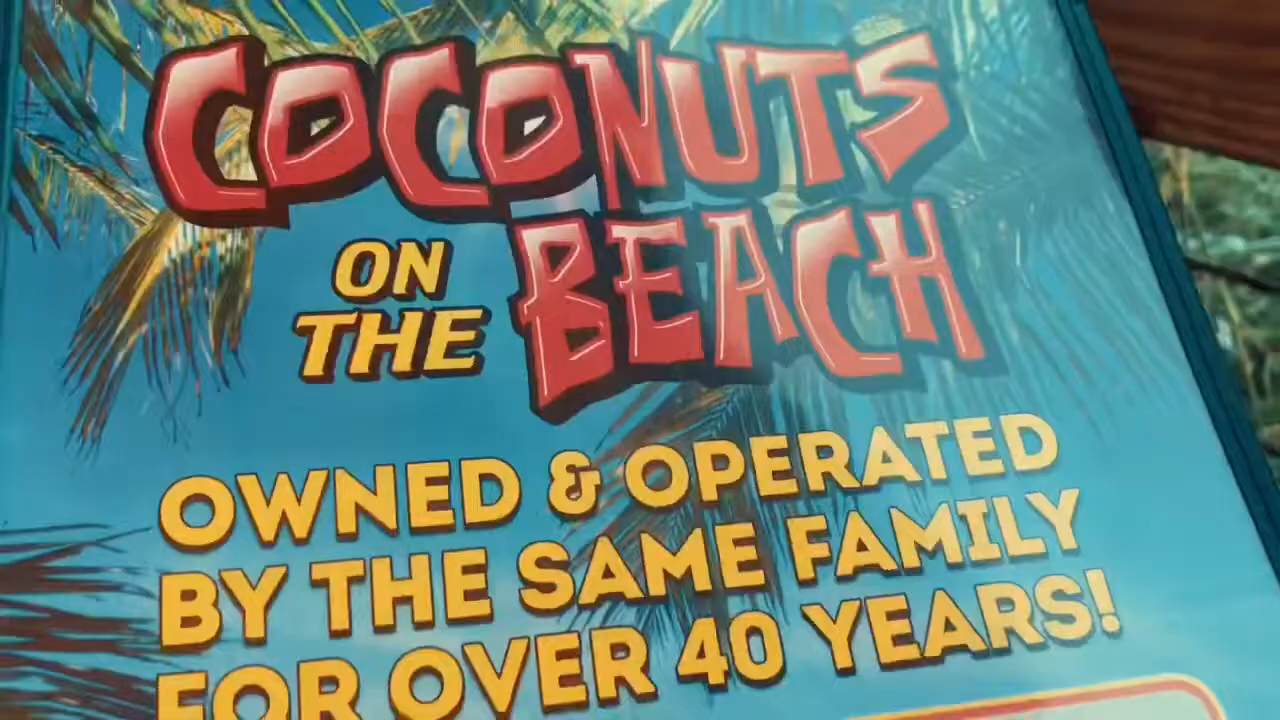 COCONUTS
ON THE BEACH
OWNED & OPERATED
BY THE SAME FAMILY
FOR OVER 40 YEARS!